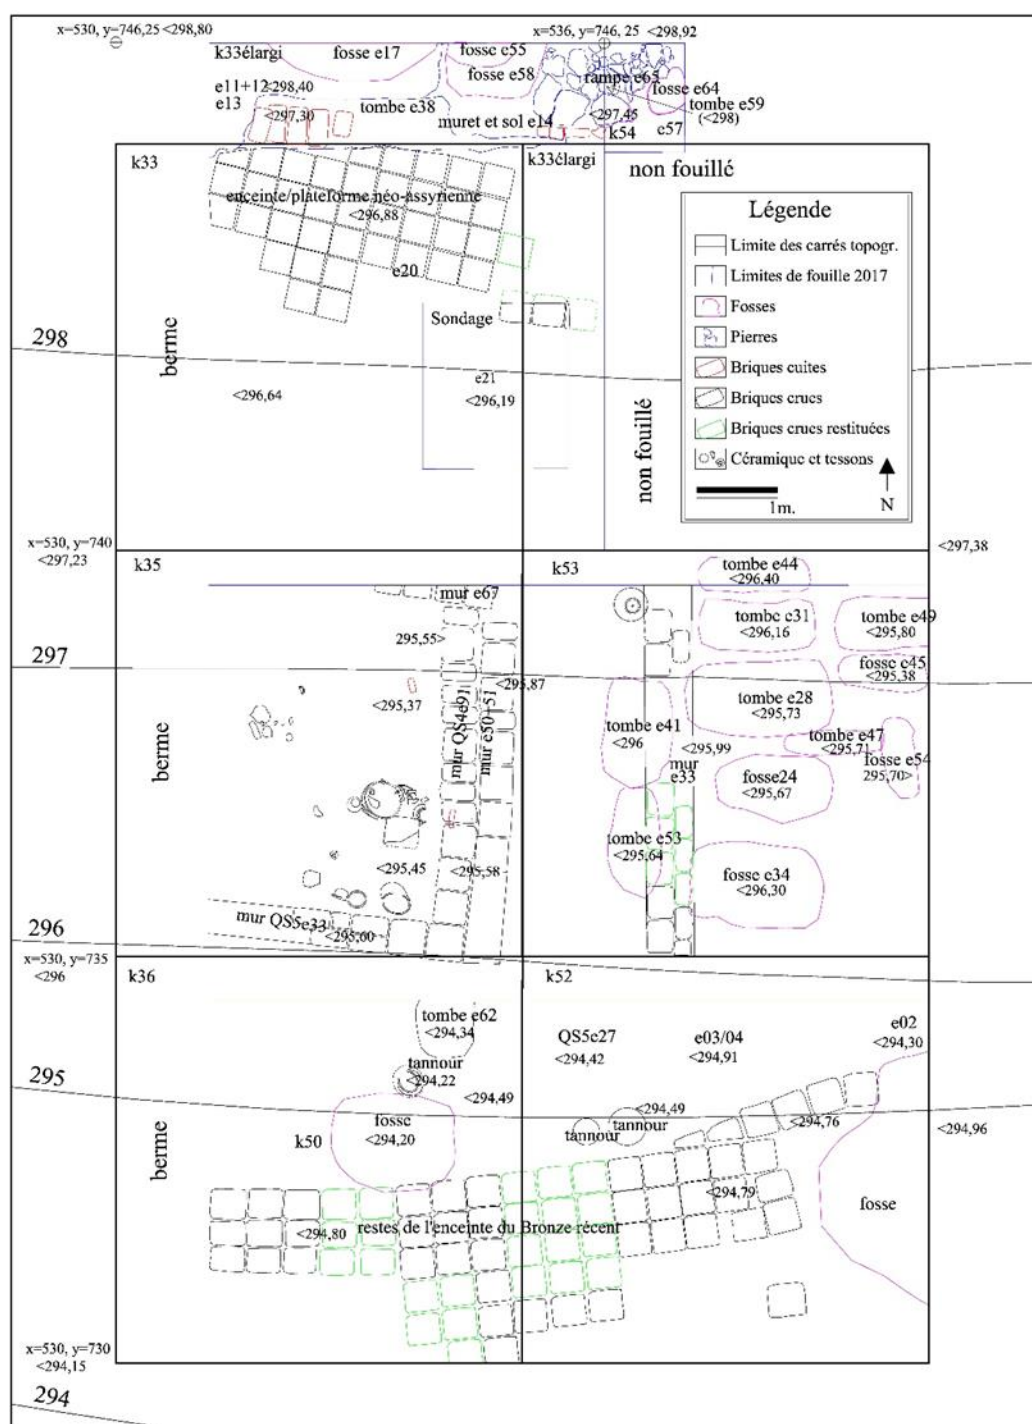 x=530, y=746,25 <298,80
x=536, y=746, 25 <298,92
k33élargi
fosse e17
fosse e55
fosse e58
rampe e65
fosse e64
e11+12<298,40
e13
<297,30
tombe e38
muret et sol e14
<297,45
tombe e59
(<298)
k54
e57
k33
k33élargi
non fouillé
enceinte/plateforme néo-assyrienne
<296,88
e20
Légende
Limite des carrés topogr.
Limites de fouille 2017
Fosses
Pierres
Briques cuites
Briques crues
Briques crues restituées
Céramique et tessons
1m.
N
298
berme
Sondage
e21
<296,19
<296,64
non fouillé
x=530, y=740
<297,23
<297,38
k35
k53
mur e67
295,55>
tombe e44
<296,40
tombe e31
<296,16
tombe e49
<295,80
fosse e45
<295,38
297
<295,87
<295,37
mur QS4e91
mur e50+51
berme
tombe e28
<295,73
tombe e41
<296
<295,99
mur
e33
tombe e47
<295,71
fosse e54
295,70>
fosse24
<295,67
tombe e53
<295,64
<295,45
<295,58
fosse e34
<296,30
mur QS5e33
<295,60
296
x=530, y=735
<296
k36
k52
tombe e62
<294,34
tannour
<294,22
<294,49
QS5e27
<294,42
e03/04
<294,91
e02
<294,30
295
fosse
<294,20
k50
berme
<294,49
tannour
tannour
<294,76
<294,96
<294,79
fosse
restes de l'enceinte du Bronze récent
<294,80
x=530, y=730
<294,15
294